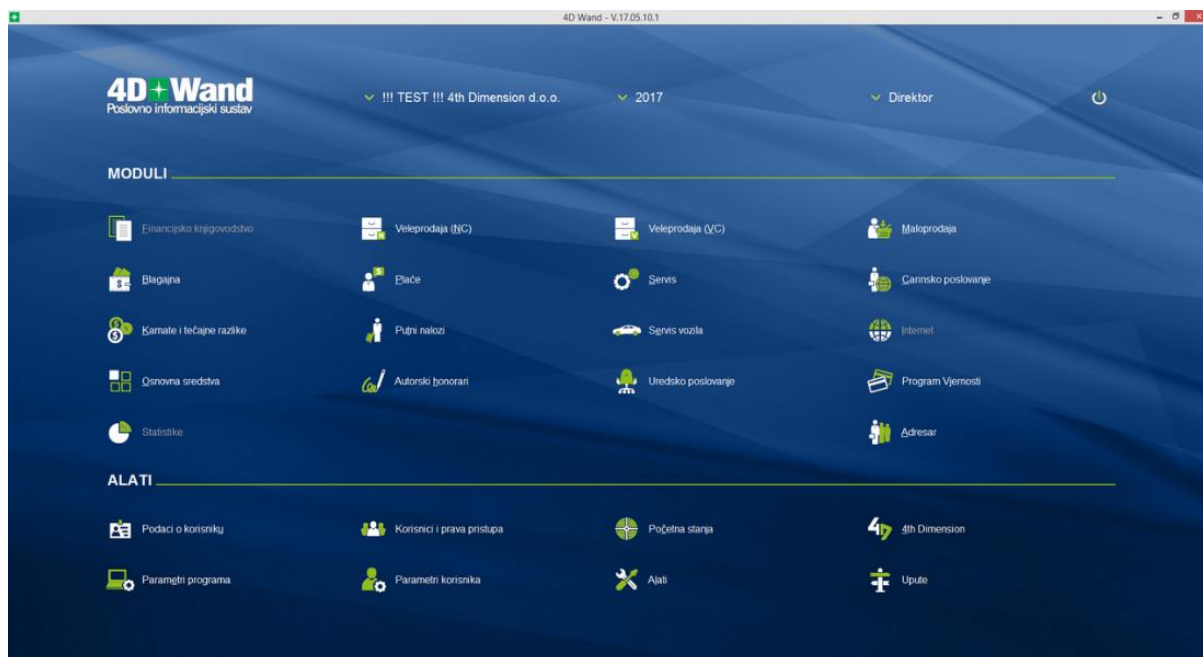 4D Wand - V.17.05.10.1
4D Wand
Poslovno informacijski sustav
!!! TEST !!! 4th Dimension d.o.o.
2017
Direktor
MODULI
Financijsko knjigovodstvo
Veleprodaja (NC)
Veleprodaja (VC)
Maloprodaja
Blagajna
Plaće
Servis
Carinsko poslovanje
Kamate i tečajne razlike
Putni nalozi
Servis vozila
Internet
Osnovna sredstva
Autorski honorari
Uredsko poslovanje
Program Vjernosti
Statistike
Adresar
ALATI
Podaci o korisniku
Korisnici i prava pristupa
Početna stanja
4th Dimension
Parametri programa
Parametri korisnika
Alati
Upute